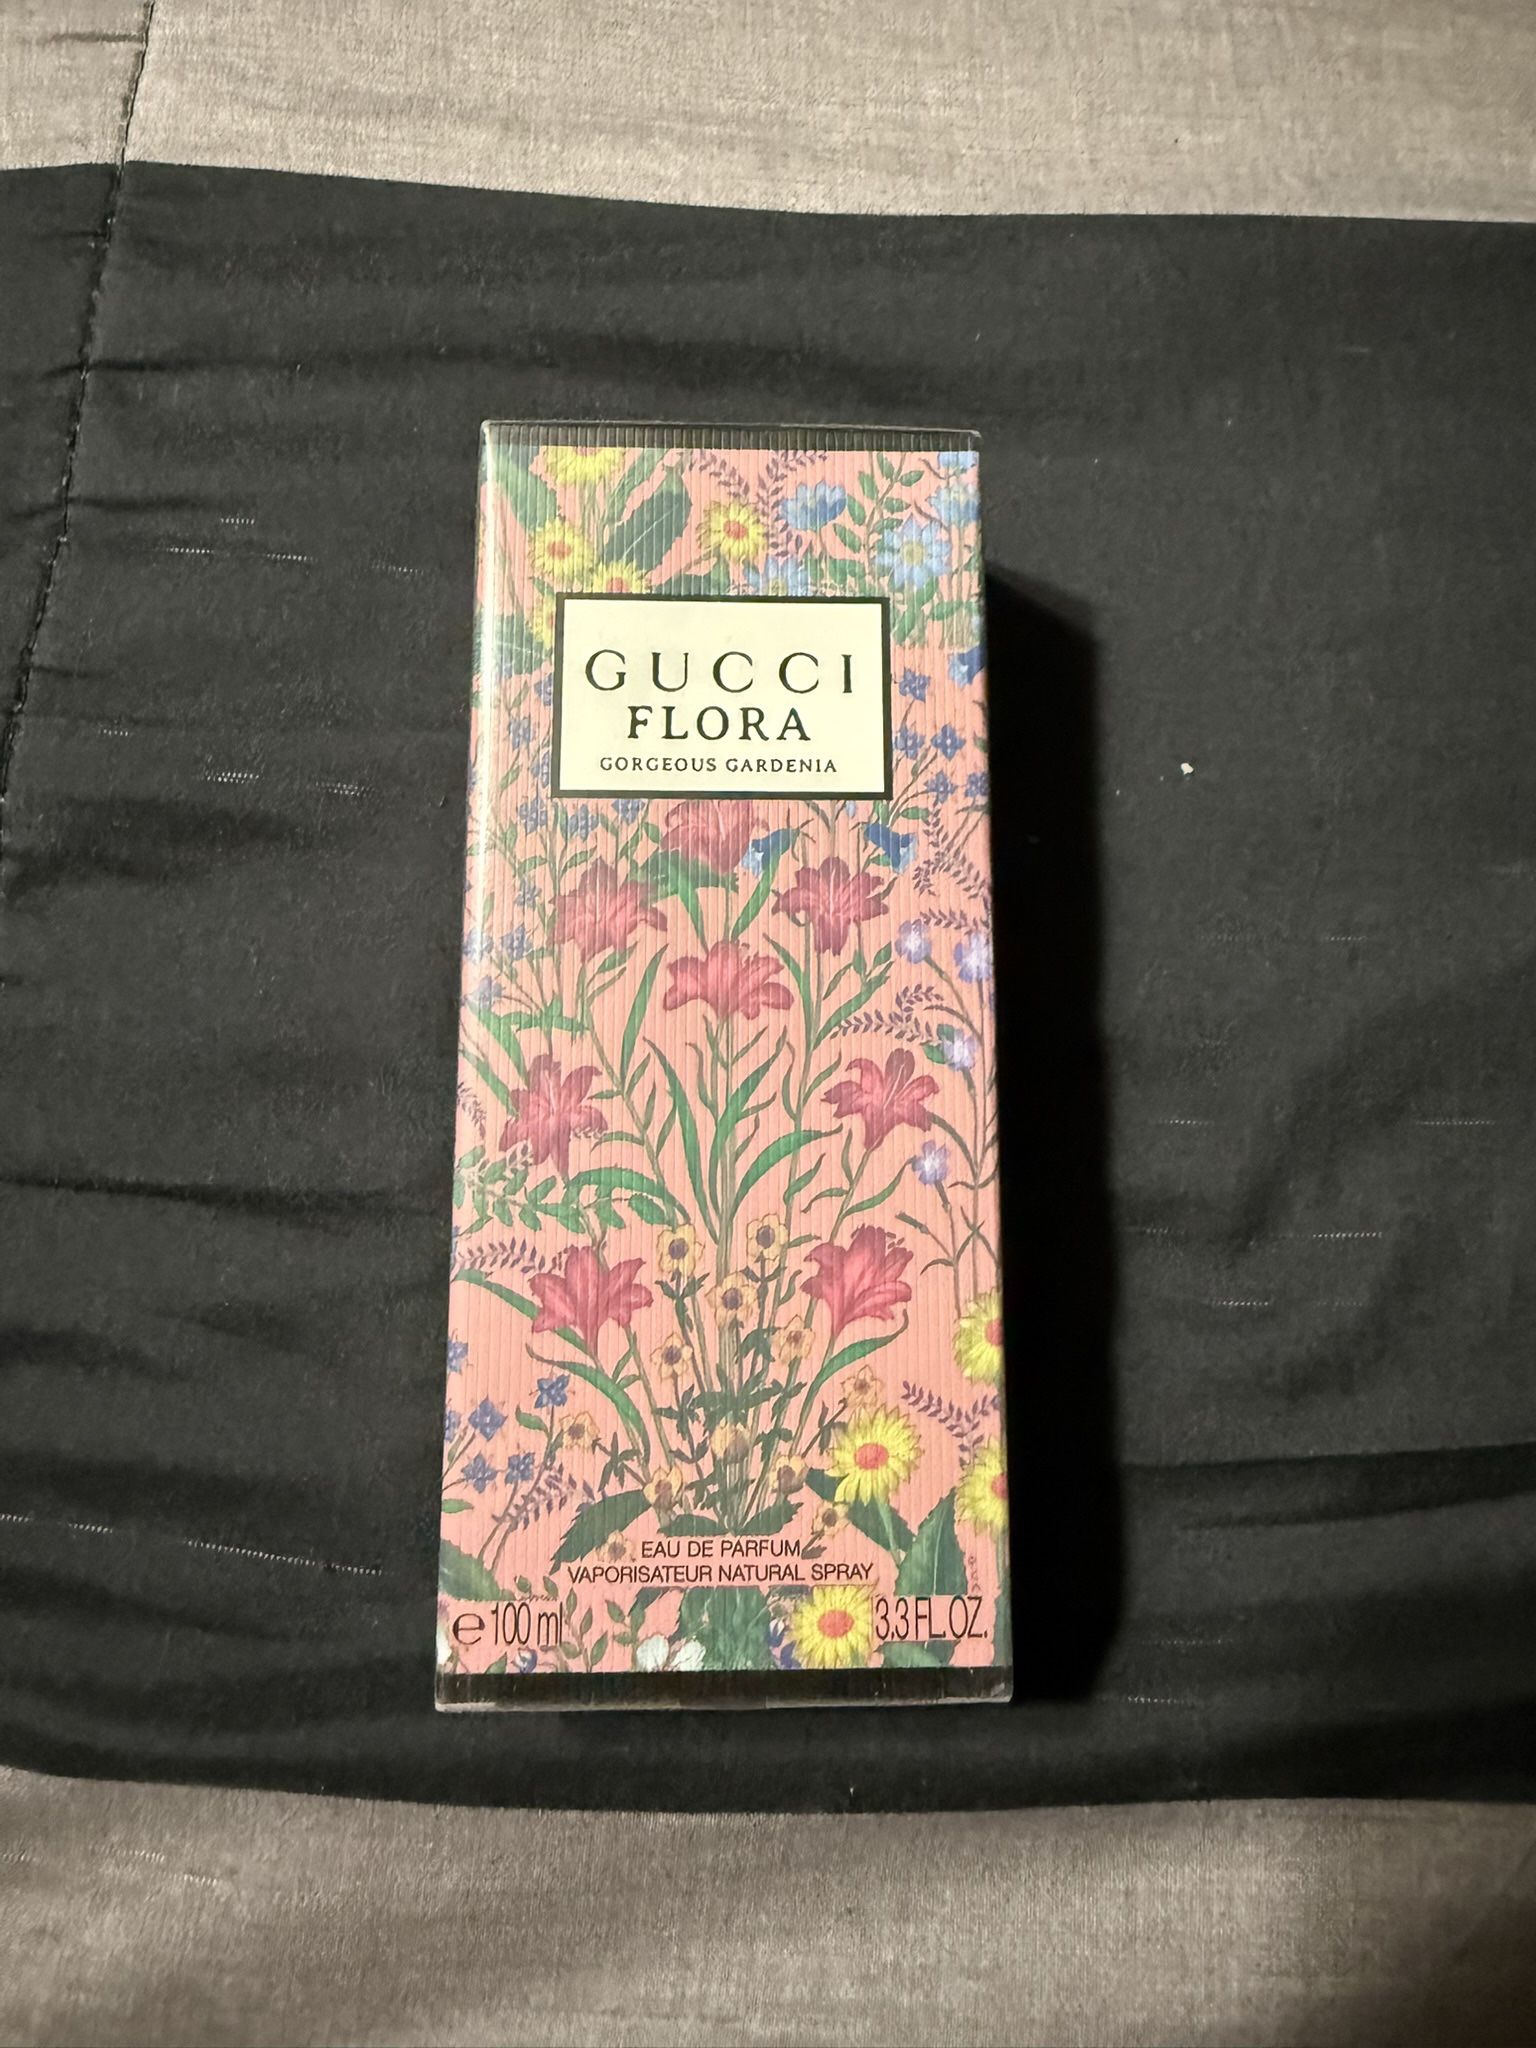 GUCCI
FLORA
GORGEOUS GARDENIA
EAU DE PARFUM
VAPORISATEUR NATURAL SPRAY
℮ 100 ml
3.3 FL.OZ.